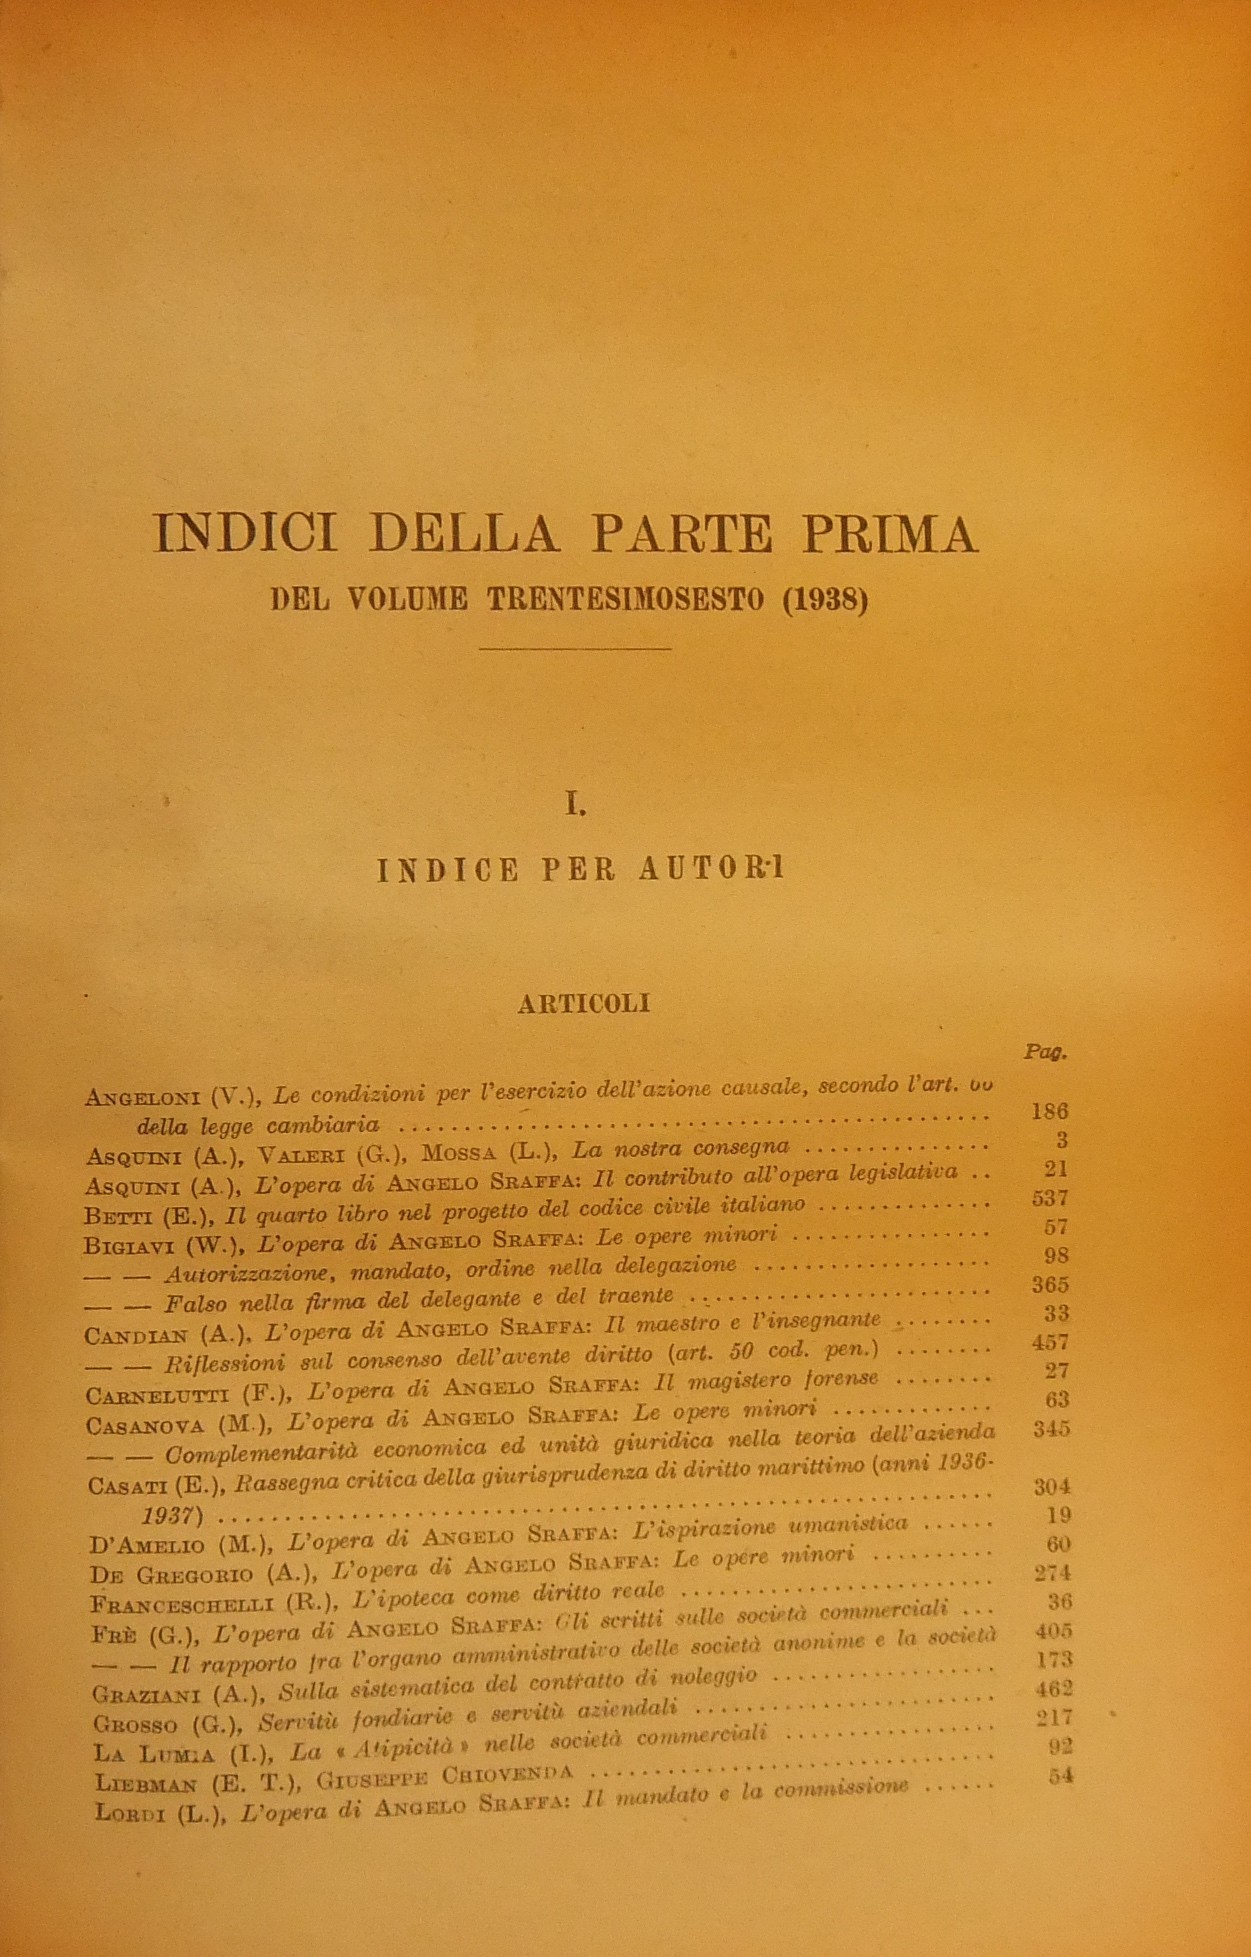 INDICI DELLA PARTE PRIMA
DEL VOLUME TRENTESIMOSESTO (1938)
I.
INDICE PER AUTORI
ARTICOLI
Pag.
ANGELONI (V.), Le condizioni per l'esercizio dell'azione causale, secondo l'art.
della legge cambiaria ........ 186
ASQUINI (A.), VALERI (G.), MOSSA (L.), La nostra consegna ........ 3
ASQUINI (A.), L'opera di ANGELO SRAFFA: Il contributo all'opera legislativa .. 21
BETTI (E.), Il quarto libro nel progetto del codice civile italiano ........ 537
BIGIAVI (W.), L'opera di ANGELO SRAFFA: Le opere minori ........ 57
— — Autorizzazione, mandato, ordine nella delegazione ........ 98
— — Falso nella firma del delegante e del traente ........ 365
CANDIAN (A.), L'opera di ANGELO SRAFFA: Il maestro e l'insegnante ........ 33
— — Riflessioni sul consenso dell'avente diritto (art. 50 cod. pen.) ........ 457
CARNELUTTI (F.), L'opera di ANGELO SRAFFA: Il magistero forense ........ 27
CASANOVA (M.), L'opera di ANGELO SRAFFA: Le opere minori ........ 63
— — Complementarità economica ed unità giuridica nella teoria dell'azienda 345
CASATI (E.), Rassegna critica della giurisprudenza di diritto marittimo (anni 1936-
1937) ........ 304
D'AMELIO (M.), L'opera di ANGELO SRAFFA: L'ispirazione umanistica ...... 19
DE GREGORIO (A.), L'opera di ANGELO SRAFFA: Le opere minori ........ 60
FRANCESCHELLI (R.), L'ipoteca come diritto reale ........ 274
FRÈ (G.), L'opera di ANGELO SRAFFA: Gli scritti sulle società commerciali ... 36
— — Il rapporto fra l'organo amministrativo delle società anonime e la società 405
GRAZIANI (A.), Sulla sistematica del contratto di noleggio ........ 173
GROSSO (G.), Servitù fondiarie e servitù aziendali ........ 462
LA LUMIA (I.), La « Atipicità » nelle società commerciali ........ 217
LIEBMAN (E. T.), GIUSEPPE CHIOVENDA ........ 92
LORDI (L.), L'opera di ANGELO SRAFFA: Il mandato e la commissione ...... 54